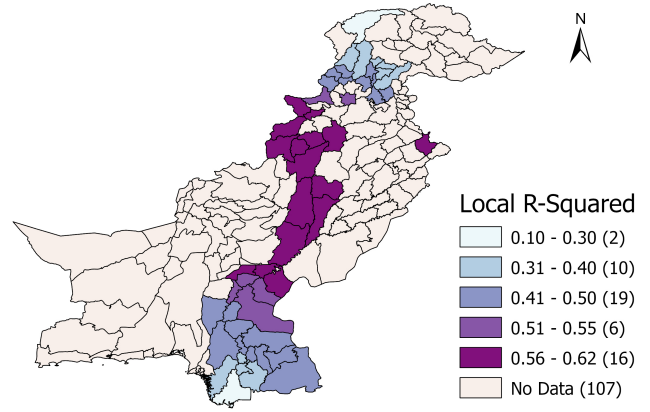 N
Local R-Squared
0.10 - 0.30 (2)
0.31 - 0.40 (10)
0.41 - 0.50 (19)
0.51 - 0.55 (6)
0.56 - 0.62 (16)
No Data (107)